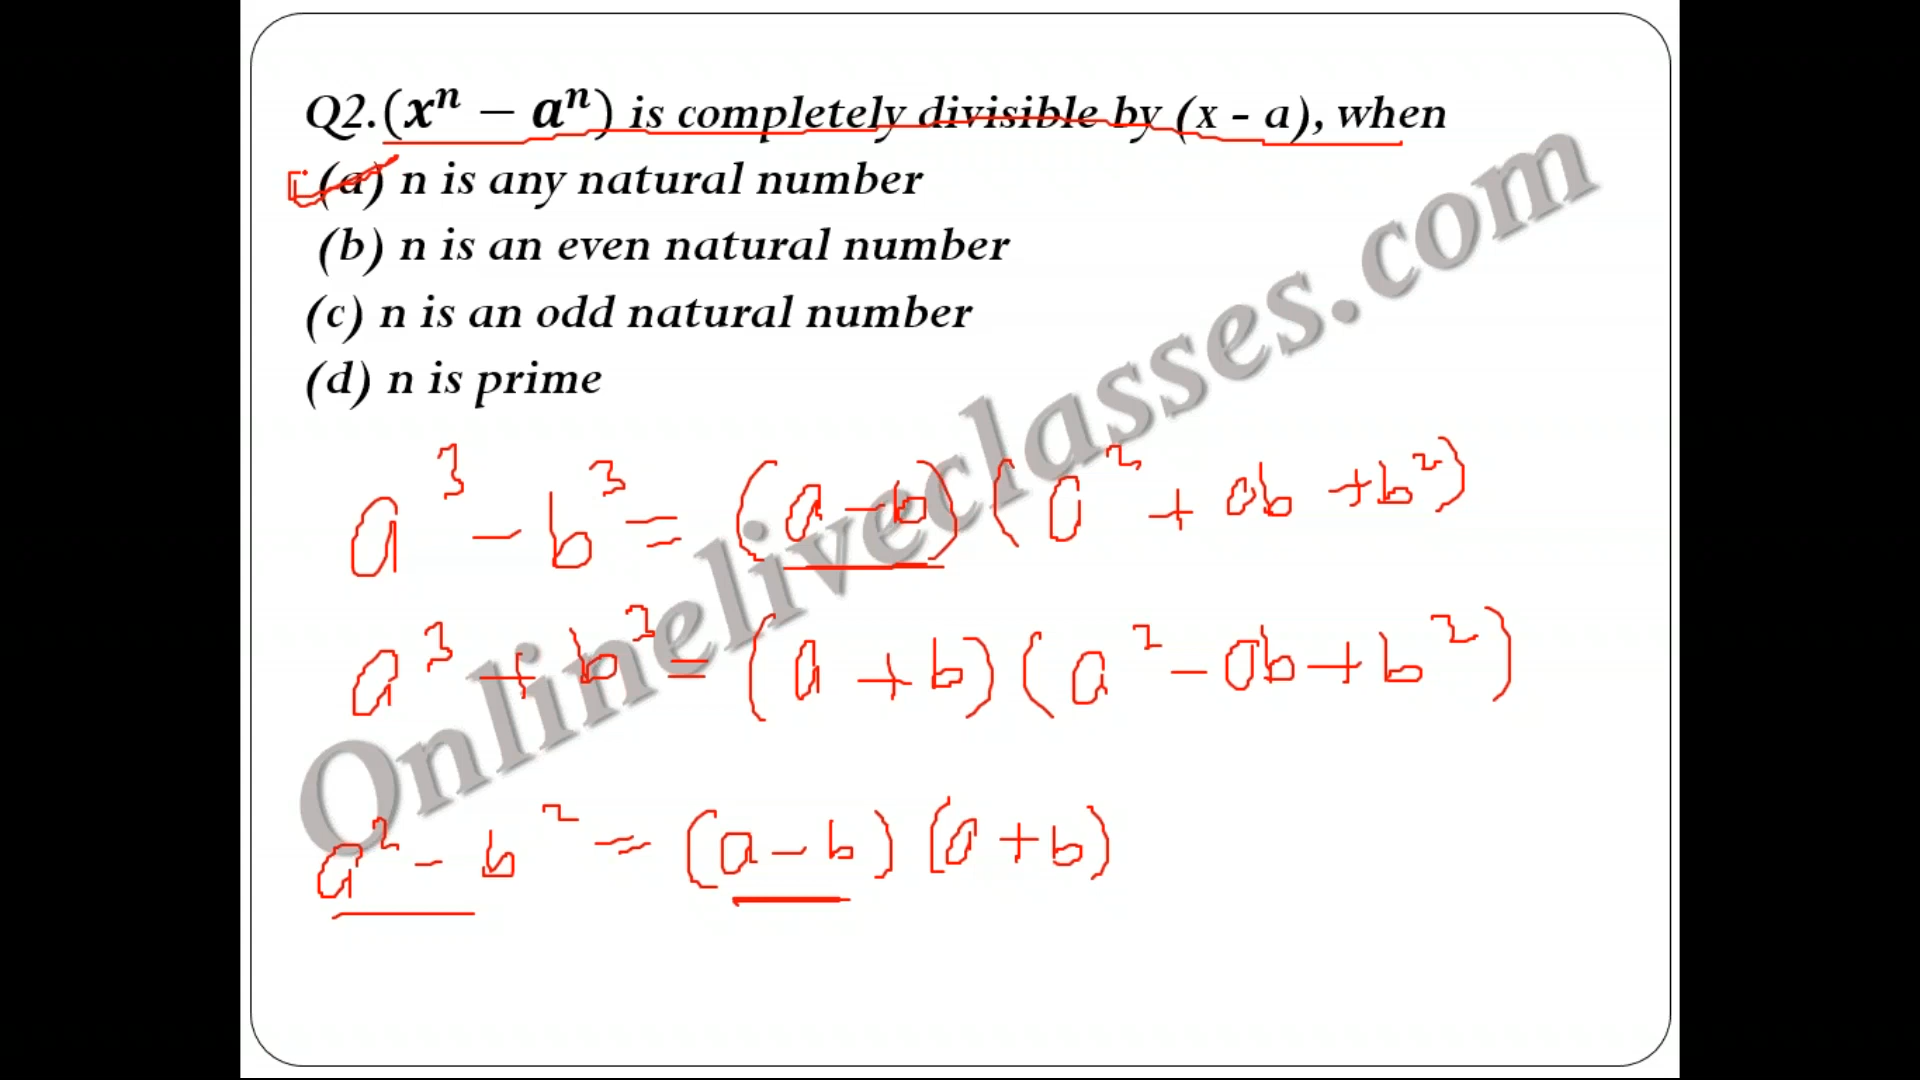 Q2.(xⁿ − aⁿ) is completely divisible by (x - a), when
(a) n is any natural number
(b) n is an even natural number
(c) n is an odd natural number
(d) n is prime
a³ - b³ = (a - b) (a² + ab + b²)
a³ + b³ = (a + b) (a² - ab + b²)
a² - b² = (a - b) (a + b)
Onlineliveclasses.com